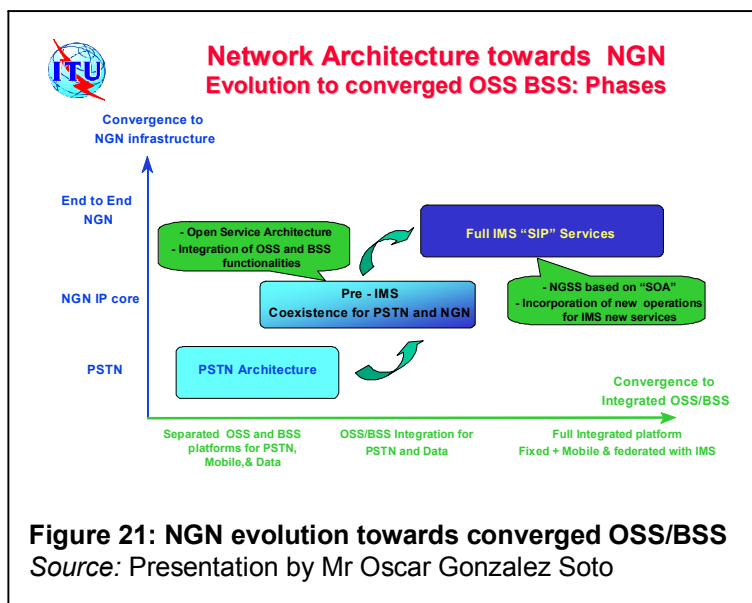 ITU
Network Architecture towards NGN
Evolution to converged OSS BSS: Phases
Convergence to
NGN infrastructure
End to End
NGN
- Open Service Architecture
- Integration of OSS and BSS
functionalities
Full IMS “SIP” Services
NGN IP core
Pre - IMS
Coexistence for PSTN and NGN
- NGSS based on “SOA”
- Incorporation of new operations
for IMS new services
PSTN
PSTN Architecture
Convergence to
Integrated OSS/BSS
Separated OSS and BSS
platforms for PSTN,
Mobile,& Data
OSS/BSS Integration for
PSTN and Data
Full Integrated platform
Fixed + Mobile & federated with IMS
Figure 21: NGN evolution towards converged OSS/BSS
Source: Presentation by Mr Oscar Gonzalez Soto